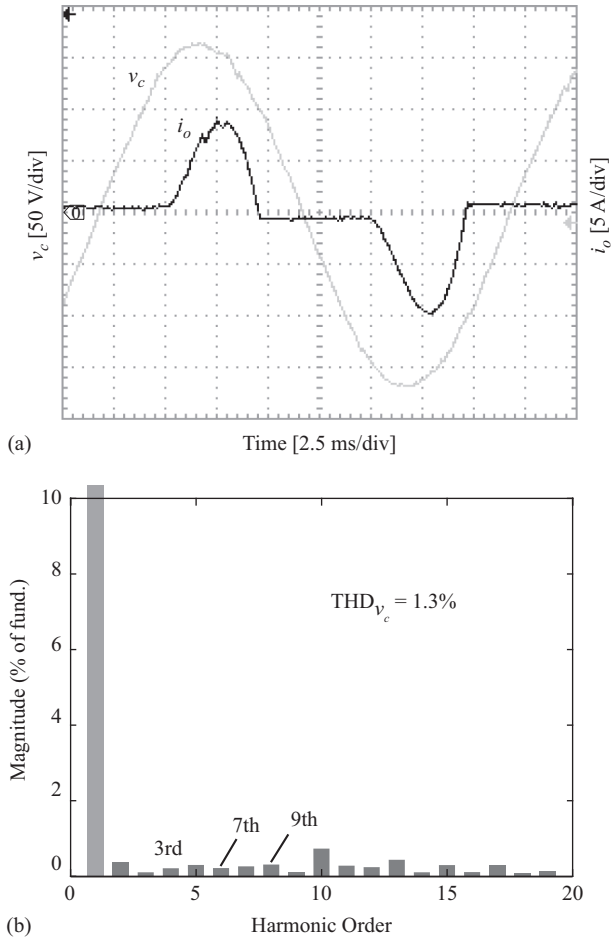 v_c
i_o
0
v_c [50 V/div]
i_o [5 A/div]
(a)
Time [2.5 ms/div]
10
8
6
4
2
0
Magnitude (% of fund.)
THD_v_c = 1.3%
3rd
7th
9th
0
5
10
15
20
(b)
Harmonic Order